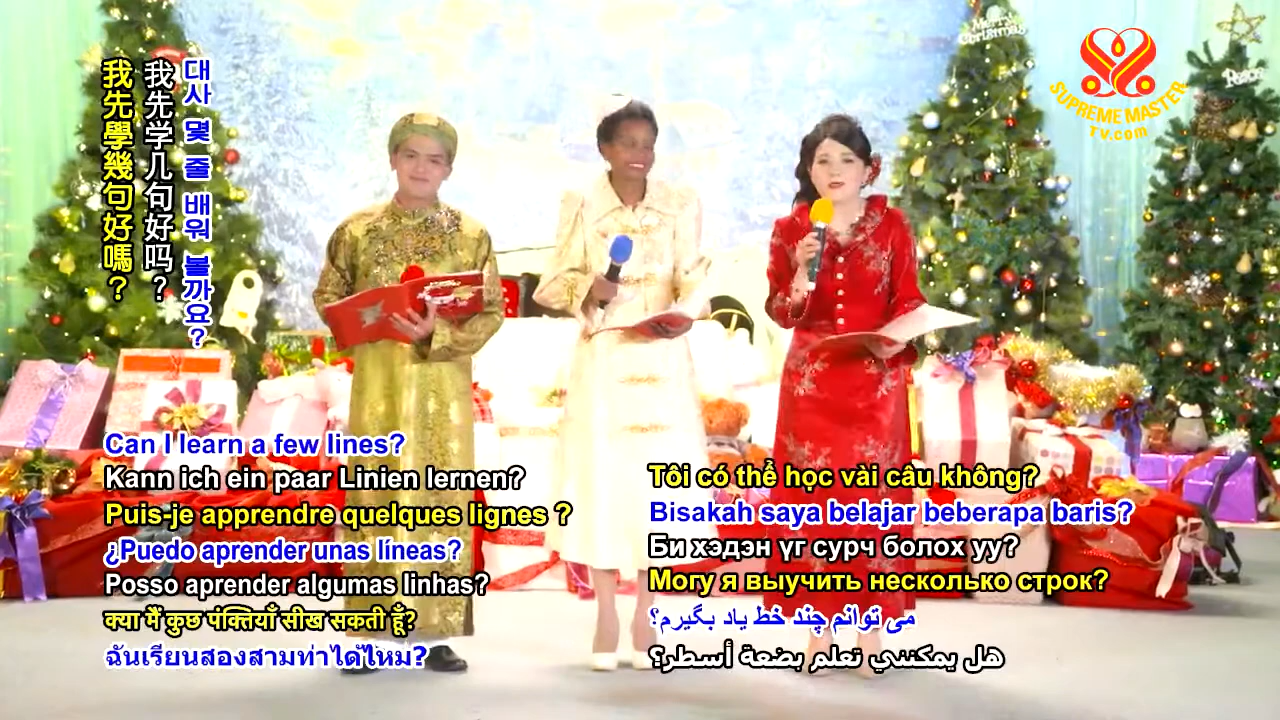 Merry
Christmas
Peace
SUPREME MASTER
TV.com
我先學幾句好嗎？
我先学几句好吗？
대사 몇 줄 배워 볼까요?
Can I learn a few lines?
Kann ich ein paar Linien lernen?
Puis-je apprendre quelques lignes ?
¿Puedo aprender unas líneas?
Posso aprender algumas linhas?
क्या मैं कुछ पंक्तियाँ सीख सकती हूँ?
ฉันเรียนสองสามท่าได้ไหม?
Tôi có thể học vài câu không?
Bisakah saya belajar beberapa baris?
Би хэдэн үг сурч болох уу?
Могу я выучить несколько строк?
می توانم چند خط یاد بگیرم؟
هل يمكنني تعلم بضعة أسطر؟